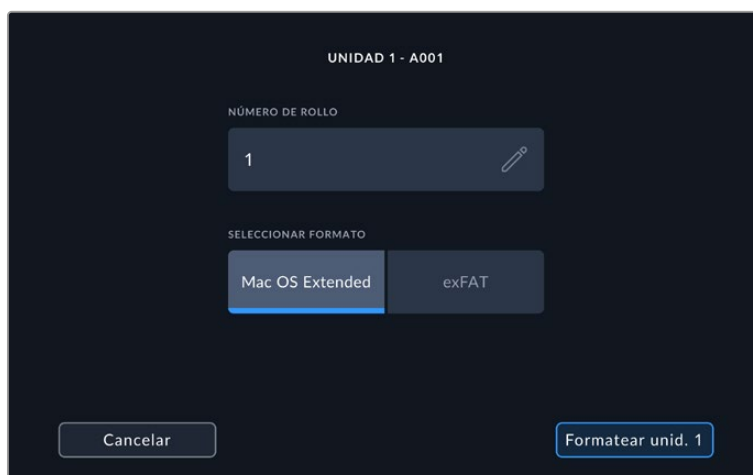 UNIDAD 1 - A001
NÚMERO DE ROLLO
1
SELECCIONAR FORMATO
Mac OS Extended
exFAT
Cancelar
Formatear unid. 1